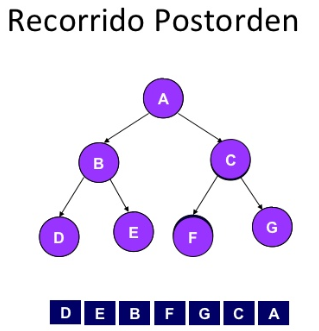 Recorrido Postorden
A
B C
D E F G
D E B F G C A